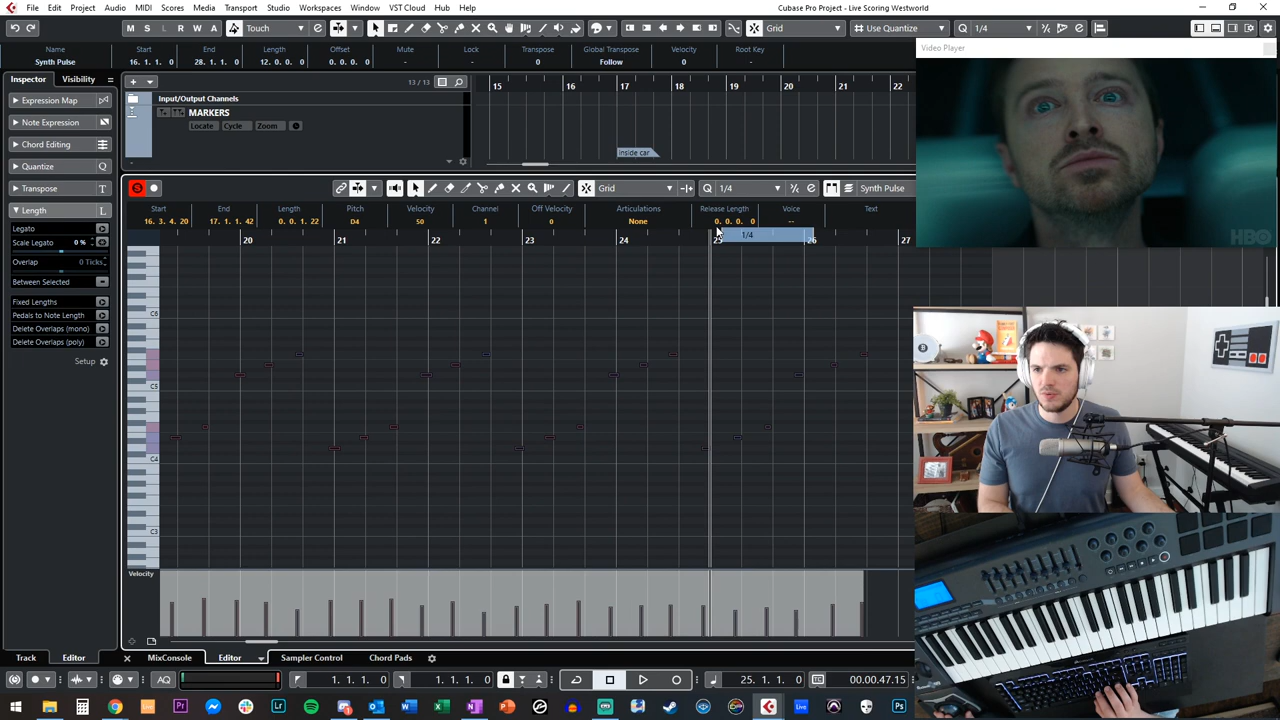 File Edit Project Audio MIDI Scores Media Transport Studio Workspaces Window VST Cloud Hub Help
Cubase Pro Project - Live Scoring Westworld
M S L R W A Touch Grid Use Quantize 1/4
Name Start End Length Offset Mute Lock Transpose Global Transpose Velocity Root Key
Synth Pulse 16. 1. 1. 0 28. 1. 1. 0 12. 0. 0. 0 0 - - 0 Follow 0 -
Video Player
Inspector Visibility
13 / 13
15 16 17 18 19 20 21 22
Input/Output Channels
MARKERS
Locate Cycle Zoom
inside car
Expression Map
Note Expression
Chord Editing
Quantize
Transpose
Length
Legato
Scale Legato 0 %
Overlap 0 Ticks
Between Selected
Fixed Lengths
Pedals to Note Length
Delete Overlaps (mono)
Delete Overlaps (poly)
Setup
S Grid 1/4 Synth Pulse
Start End Length Pitch Velocity Channel Off Velocity Articulations Release Length Voice Text
16. 3. 4. 20 17. 1. 1. 42 0. 0. 1. 22 D4 50 1 0 None 0. 0. 0. 0 --
1/4
20 21 22 23 24 25 26 27
HBO
C6
C5
C4
C3
Velocity
Track Editor MixConsole Editor Sampler Control Chord Pads
AQ 1. 1. 1. 0 1. 1. 1. 0 25. 1. 1. 0 00.00.47.15